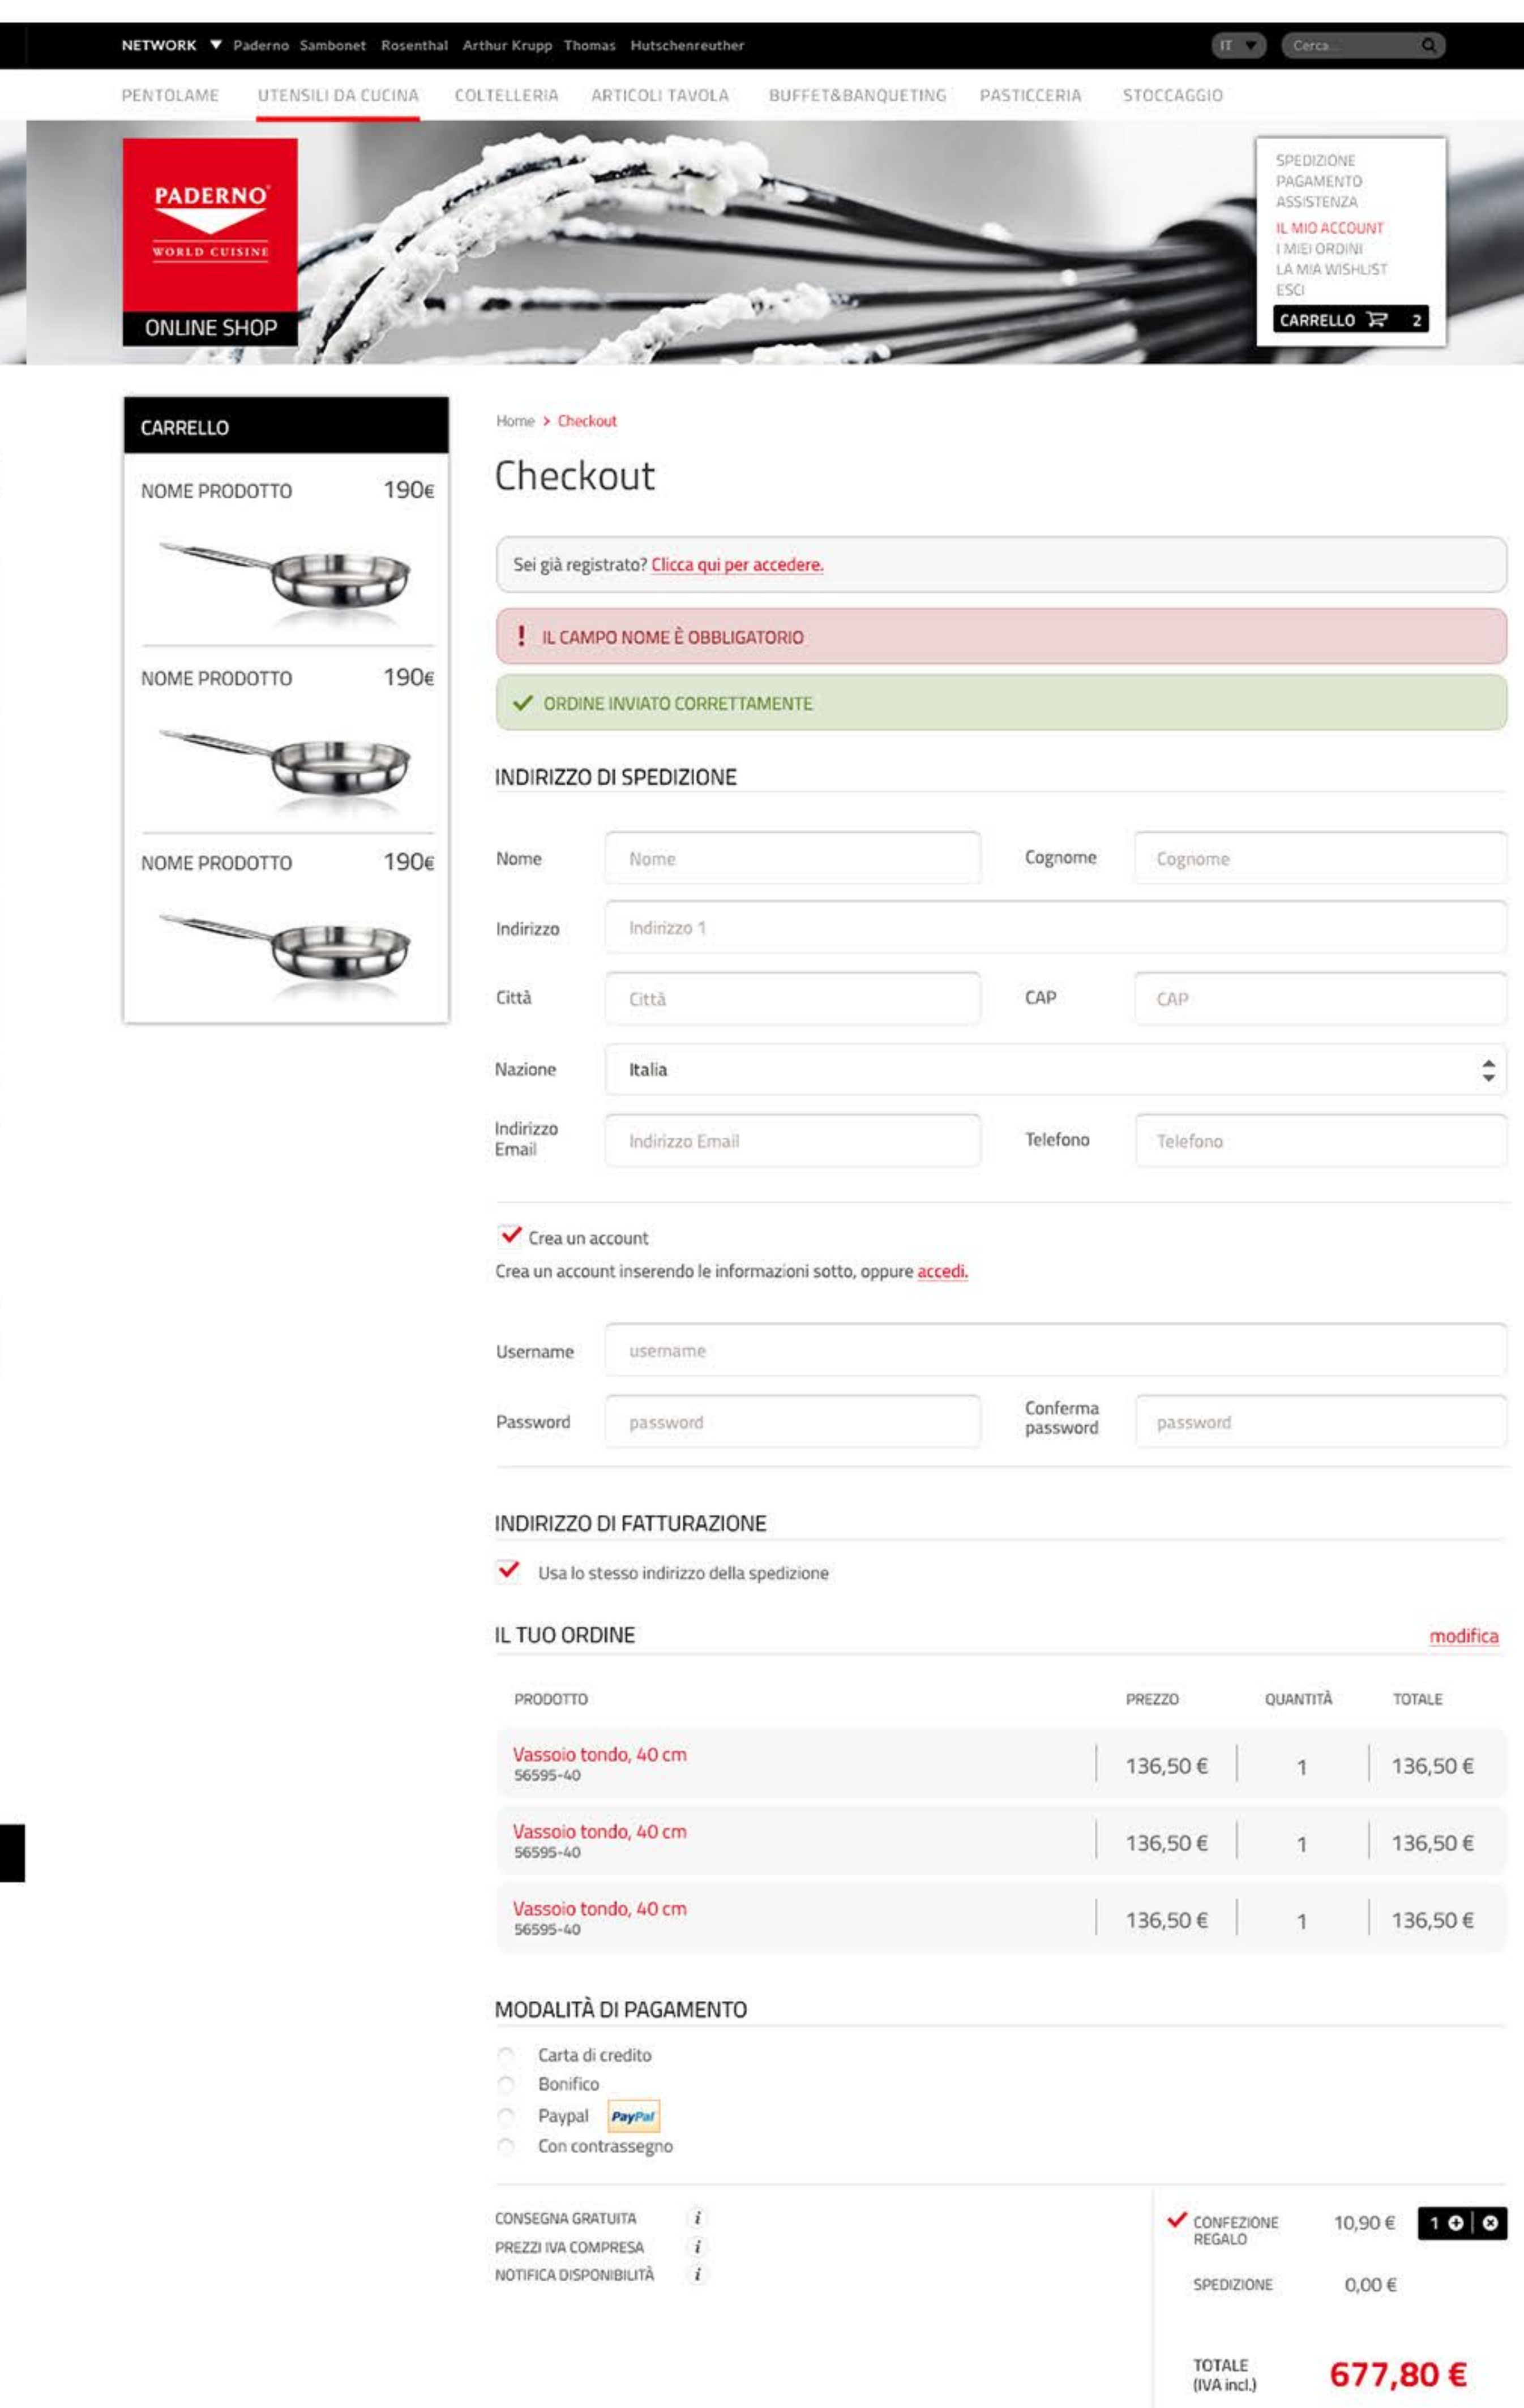 NETWORK ▼ Paderno Sambonet Rosenthal Arthur Krupp Thomas Hutschenreuther IT ▼ Cerca...
PENTOLAME UTENSILI DA CUCINA COLTELLERIA ARTICOLI TAVOLA BUFFET&BANQUETING PASTICCERIA STOCCAGGIO
PADERNO®
WORLD CUISINE
ONLINE SHOP
SPEDIZIONE
PAGAMENTO
ASSISTENZA
IL MIO ACCOUNT
I MIEI ORDINI
LA MIA WISHLIST
ESCI
CARRELLO 2
CARRELLO
NOME PRODOTTO 190€
NOME PRODOTTO 190€
NOME PRODOTTO 190€
Home > Checkout
Checkout
Sei già registrato? Clicca qui per accedere.
! IL CAMPO NOME È OBBLIGATORIO
ORDINE INVIATO CORRETTAMENTE
INDIRIZZO DI SPEDIZIONE
Nome Nome Cognome Cognome
Indirizzo Indirizzo 1
Città Città CAP CAP
Nazione Italia
Indirizzo
Email Indirizzo Email Telefono Telefono
Crea un account
Crea un account inserendo le informazioni sotto, oppure accedi.
Username username
Password password Conferma
password password
INDIRIZZO DI FATTURAZIONE
Usa lo stesso indirizzo della spedizione
IL TUO ORDINE modifica
PRODOTTO PREZZO QUANTITÀ TOTALE
Vassoio tondo, 40 cm
56595-40 136,50 € 1 136,50 €
Vassoio tondo, 40 cm
56595-40 136,50 € 1 136,50 €
Vassoio tondo, 40 cm
56595-40 136,50 € 1 136,50 €
MODALITÀ DI PAGAMENTO
Carta di credito
Bonifico
Paypal PayPal
Con contrassegno
CONSEGNA GRATUITA i
PREZZI IVA COMPRESA i
NOTIFICA DISPONIBILITÀ i
CONFEZIONE
REGALO 10,90 € 1
SPEDIZIONE 0,00 €
TOTALE
(IVA incl.) 677,80 €